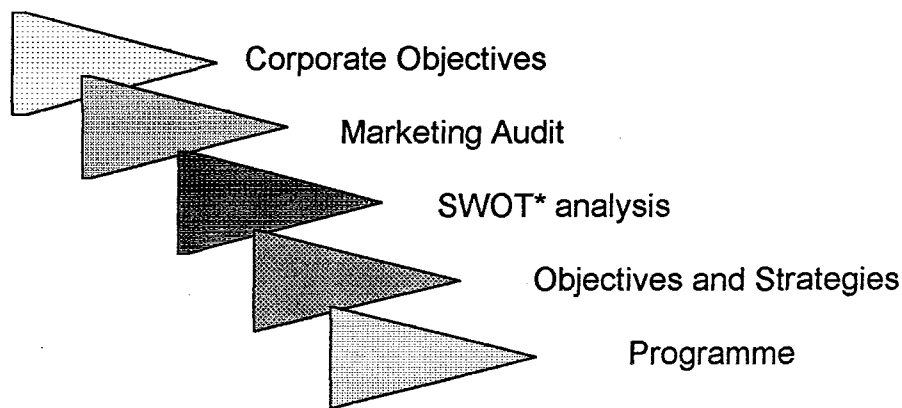 Corporate Objectives
Marketing Audit
SWOT* analysis
Objectives and Strategies
Programme